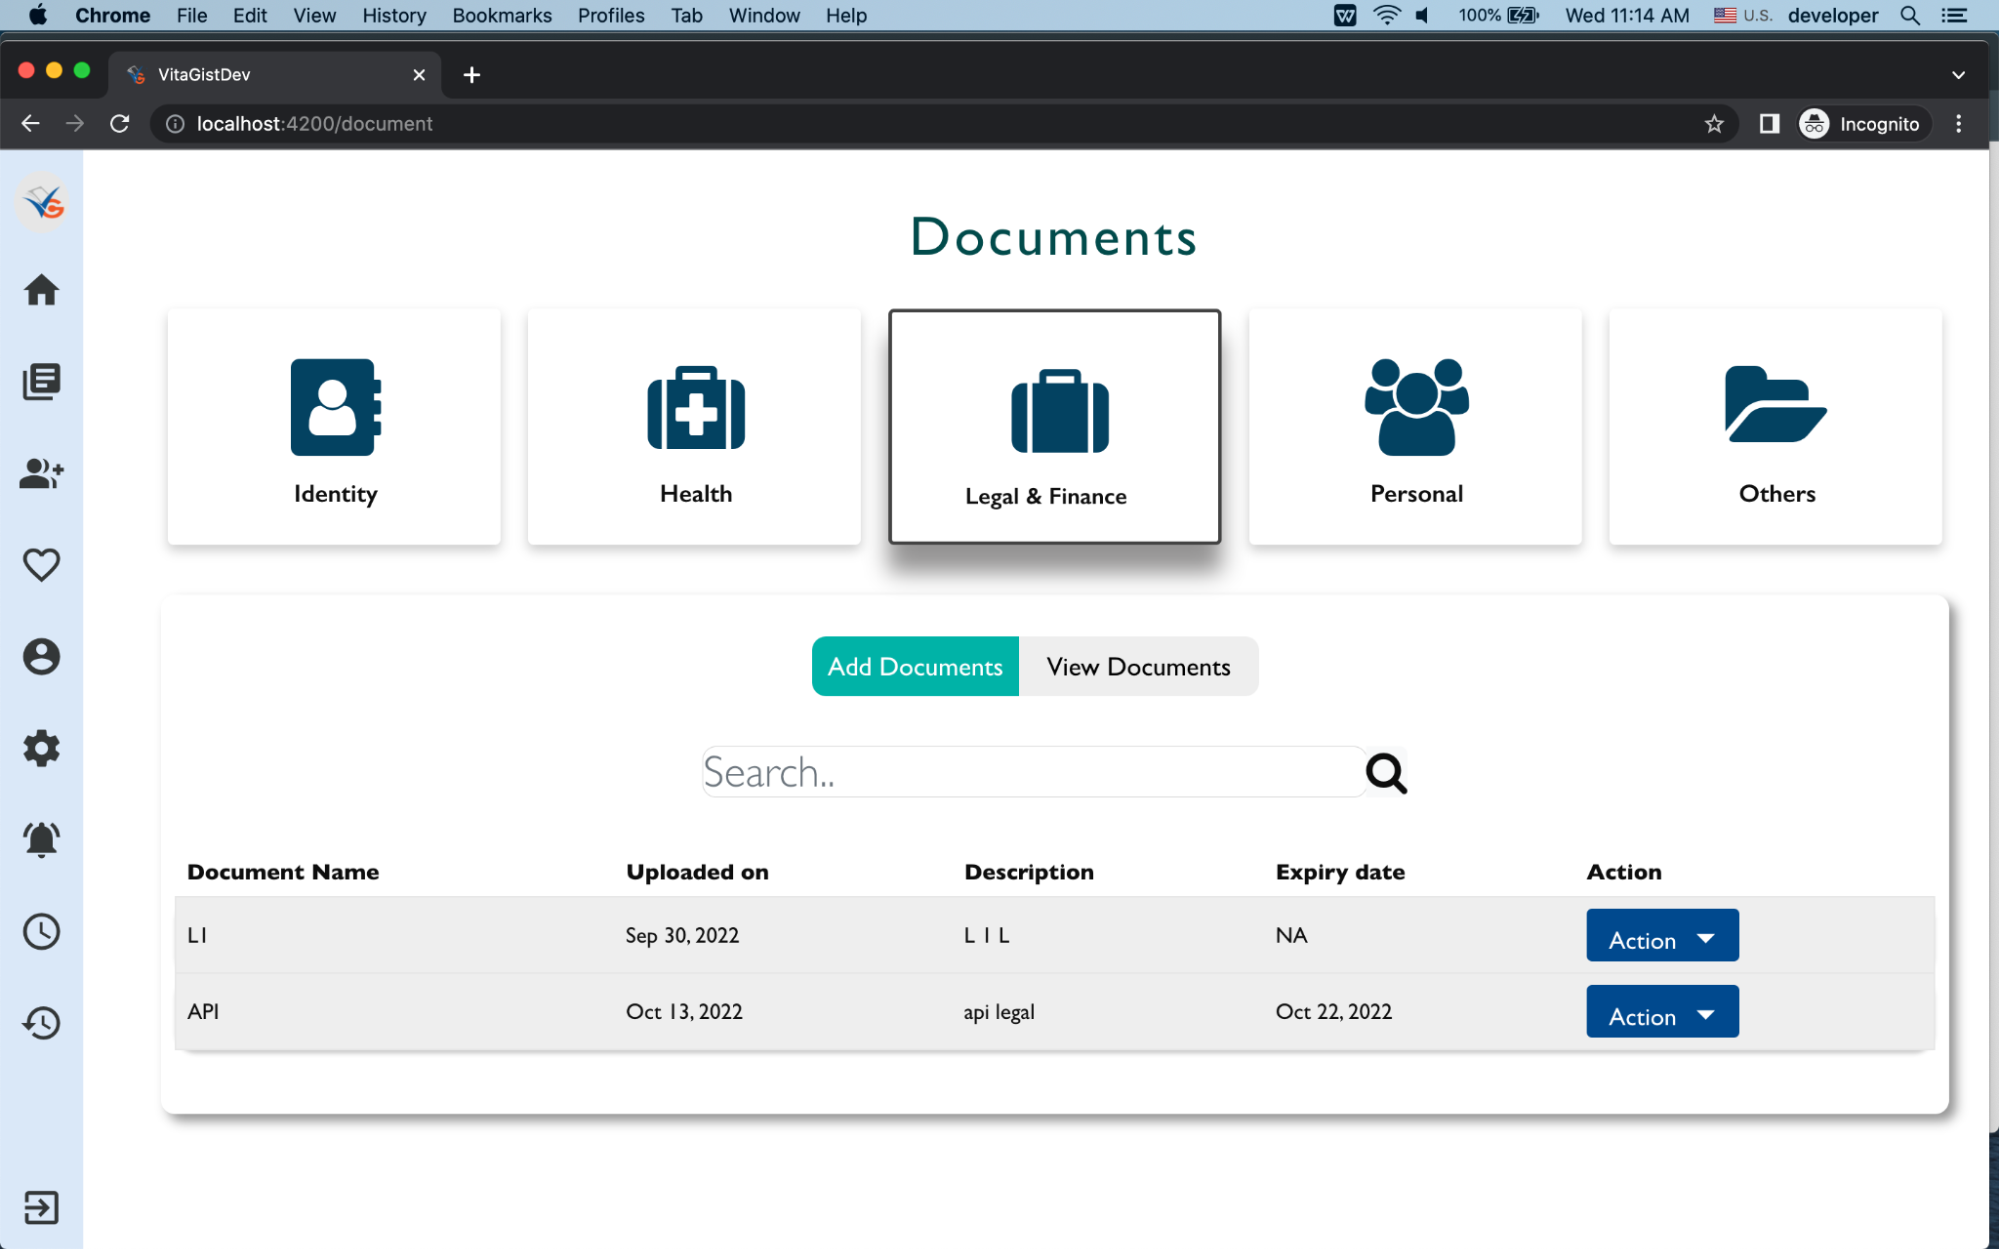 Chrome File Edit View History Bookmarks Profiles Tab Window Help 100% Wed 11:14 AM U.S. developer
VitaGistDev
localhost:4200/document Incognito
Documents
Identity Health Legal & Finance Personal Others
Add Documents View Documents
Search..
Document Name Uploaded on Description Expiry date Action
L1 Sep 30, 2022 L 1 L NA Action
API Oct 13, 2022 api legal Oct 22, 2022 Action